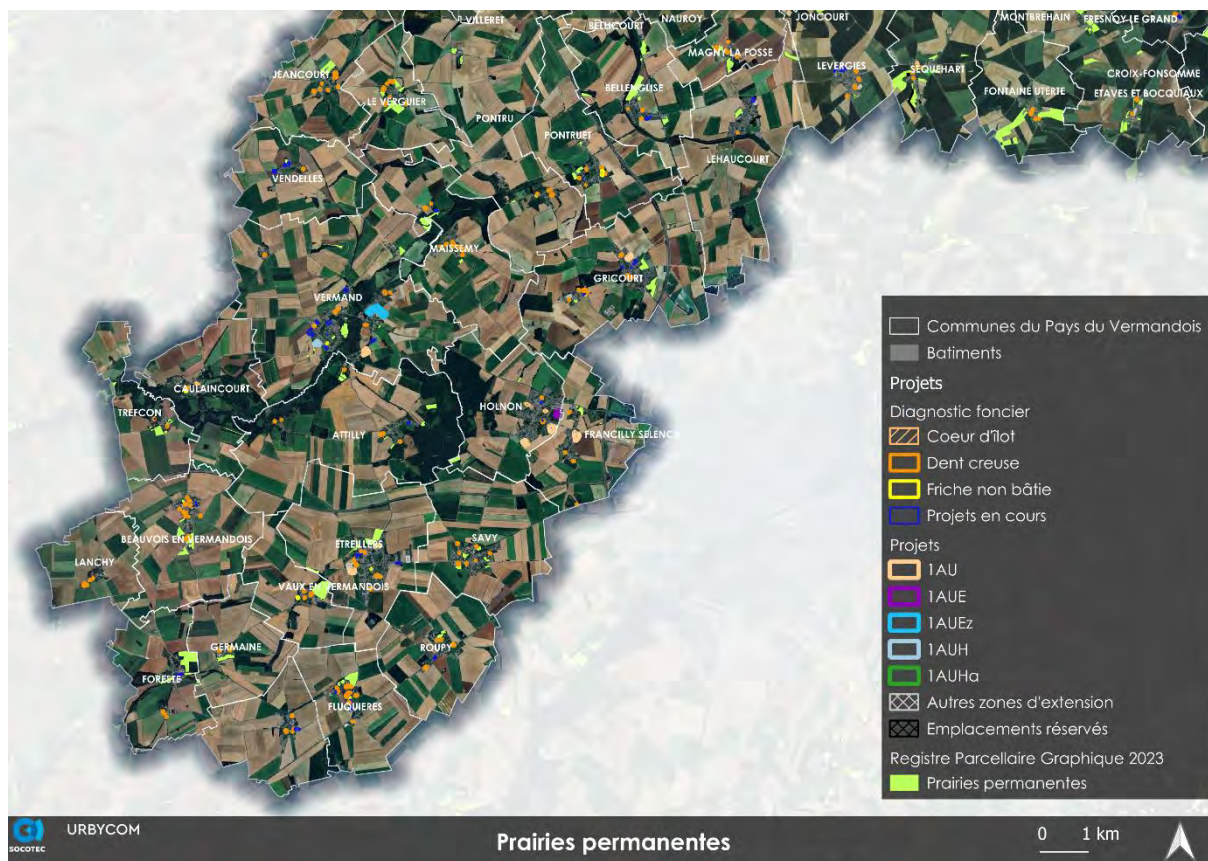 VILLERET
BELLICOURT
NAUROY
JONCOURT
MONTBREHAIN
FRESNOY LE GRAND
MAGNY LA FOSSE
LEVERGIES
SEQUEHART
CROIX-FONSOMME
JEANCOURT
LE VERGUIER
BELLENGLISE
FONTAINE UTERTE
ETAVES ET BOCQUIAUX
PONTRU
PONTRUET
LEHAUCOURT
VENDELLES
MAISSEMY
GRICOURT
VERMAND
CAULAINCOURT
TREFCON
HOLNON
ATTILLY
FRANCILLY SELENCY
BEAUVOIS EN VERMANDOIS
ETREILLERS
SAVY
LANCHY
VAUX EN VERMANDOIS
GERMAINE
ROUPY
FORESTE
FLUQUIERES
Communes du Pays du Vermandois
Batiments
Projets
Diagnostic foncier
Coeur d'îlot
Dent creuse
Friche non bâtie
Projets en cours
Projets
1AU
1AUE
1AUEz
1AUH
1AUHa
Autres zones d'extension
Emplacements réservés
Registre Parcellaire Graphique 2023
Prairies permanentes
SOCOTEC
URBYCOM
Prairies permanentes
0 1 km